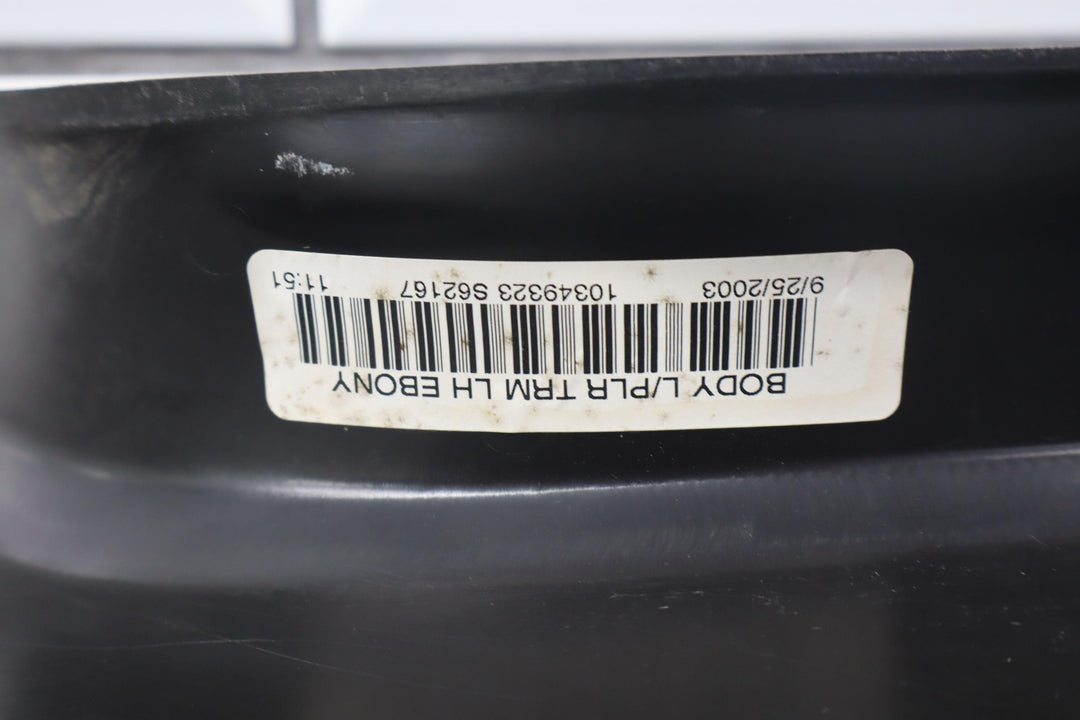 BODY L/PLR TRM LH EBONY
9/25/2003 10349323 S62167 11:51